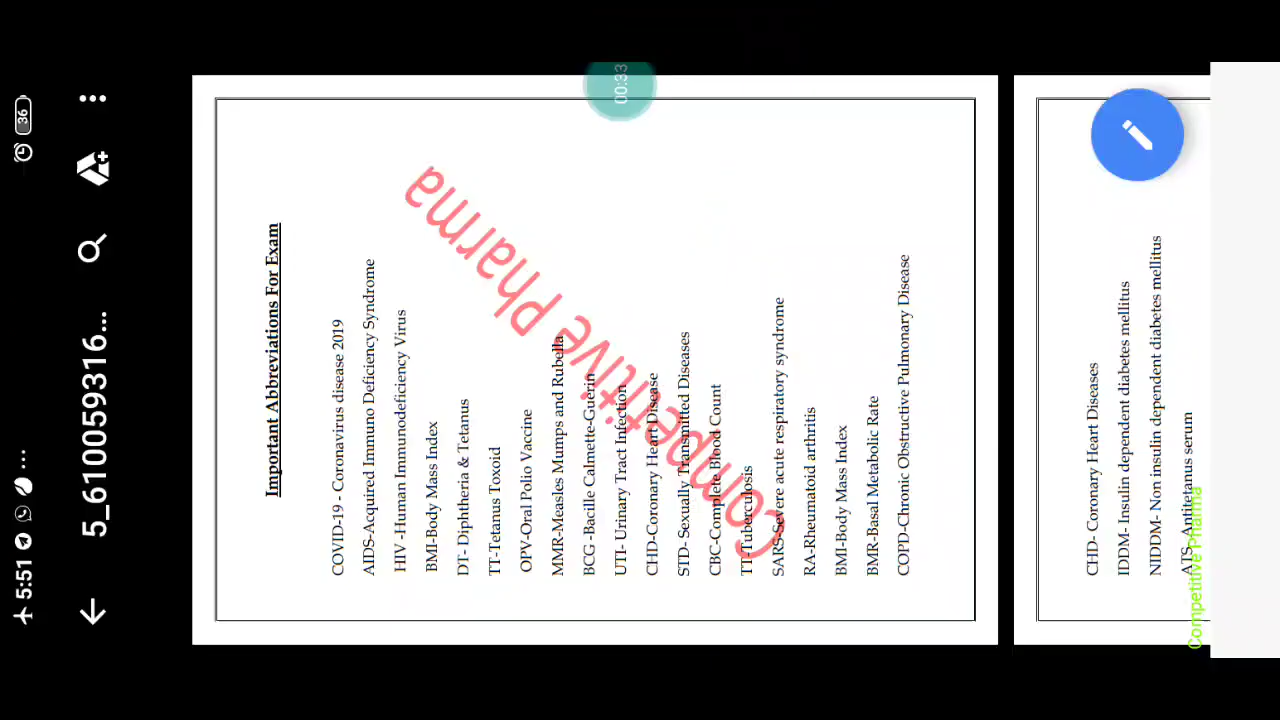 5:51
36
5_610059316...
00:33
Important Abbreviations For Exam
COVID-19 - Coronavirus disease 2019
AIDS-Acquired Immuno Deficiency Syndrome
HIV -Human Immunodeficiency Virus
BMI-Body Mass Index
DT- Diphtheria & Tetanus
TT-Tetanus Toxoid
OPV-Oral Polio Vaccine
MMR-Measles Mumps and Rubella
BCG -Bacille Calmette-Guerin
UTI- Urinary Tract Infection
CHD-Coronary Heart Disease
STD- Sexually Transmitted Diseases
CBC-Complete Blood Count
TT-Tuberculosis
SARS-Severe acute respiratory syndrome
RA-Rheumatoid arthritis
BMI-Body Mass Index
BMR-Basal Metabolic Rate
COPD-Chronic Obstructive Pulmonary Disease
Competitive Pharma
CHD- Coronary Heart Diseases
IDDM- Insulin dependent diabetes mellitus
NIDDM- Non insulin dependent diabetes mellitus
ATS- Antitetanus serum
Competitive Pharma